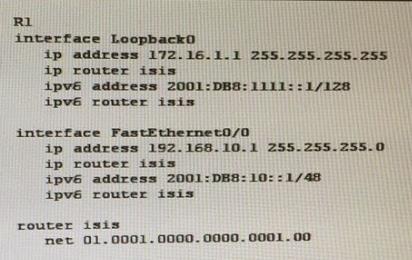 R1
interface Loopback0
ip address 172.16.1.1 255.255.255.255
ip router isis
ipv6 address 2001:DB8:1111::1/128
ipv6 router isis
interface FastEthernet0/0
ip address 192.168.10.1 255.255.255.0
ip router isis
ipv6 address 2001:DB8:10::1/48
ipv6 router isis
router isis
net 01.0001.0000.0000.0001.00